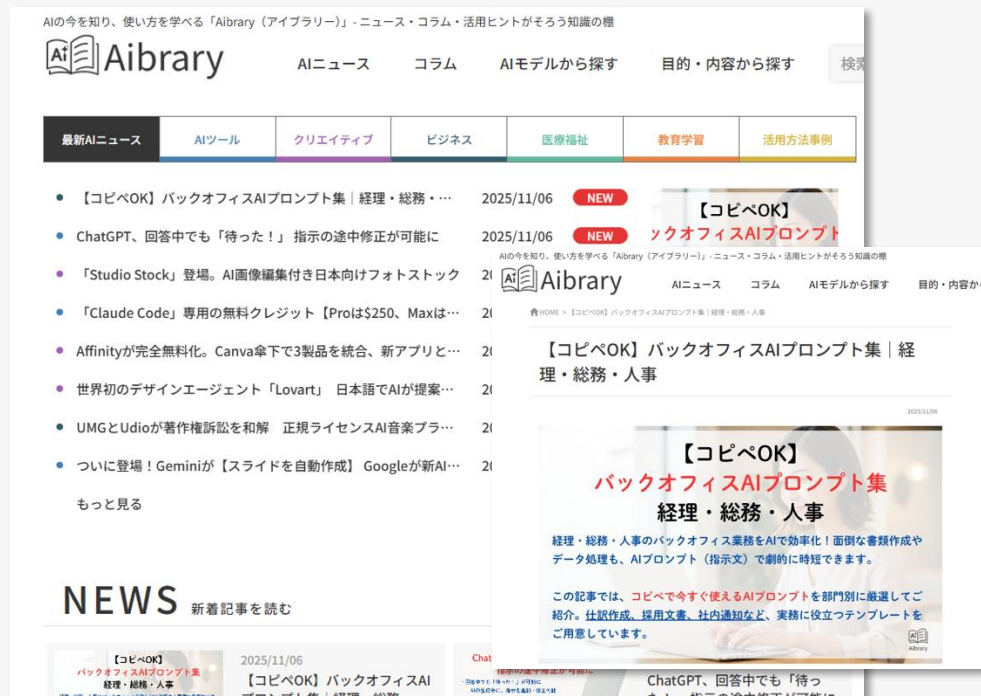 AIの今を知り、使い方を学べる「Aibrary（アイブラリー）」- ニュース・コラム・活用ヒントがそろう知識の棚
Ai Aibrary
AIニュース コラム AIモデルから探す 目的・内容から探す 検索
最新AIニュース AIツール クリエイティブ ビジネス 医療福祉 教育学習 活用方法事例
【コピペOK】バックオフィスAIプロンプト集｜経理・総務・… 2025/11/06 NEW
ChatGPT、回答中でも「待った！」 指示の途中修正が可能に 2025/11/06 NEW
「Studio Stock」登場。AI画像編集付き日本向けフォトストック
「Claude Code」専用の無料クレジット【Proは$250、Maxは…
Affinityが完全無料化。Canva傘下で3製品を統合、新アプリと…
世界初のデザインエージェント「Lovart」 日本語でAIが提案…
UMGとUdioが著作権訴訟を和解 正規ライセンスAI音楽プラ…
ついに登場！Geminiが【スライドを自動作成】 Googleが新AI…
もっと見る
【コピペOK】
ックオフィスAIプロンプト
NEWS 新着記事を読む
【コピペOK】
バックオフィスAIプロンプト集
経理・総務・人事
2025/11/06
【コピペOK】バックオフィスAI
AIの今を知り、使い方を学べる「Aibrary（アイブラリー）」- ニュース・コラム・活用ヒントがそろう知識の棚
Ai Aibrary
AIニュース コラム AIモデルから探す 目的・内容から
HOME > 【コピペOK】バックオフィスAIプロンプト集｜経理・総務・人事
【コピペOK】バックオフィスAIプロンプト集｜経
理・総務・人事
2025/11/06
【コピペOK】
バックオフィスAIプロンプト集
経理・総務・人事
経理・総務・人事のバックオフィス業務をAIで効率化！面倒な書類作成や
データ処理も、AIプロンプト（指示文）で劇的に時短できます。
この記事では、コピペで今すぐ使えるAIプロンプトを部門別に厳選してご
紹介。仕訳作成、採用文書、社内通知など、実務に役立つテンプレートを
ご用意しています。
Aibrary
ChatGPT、回答中でも「待っ